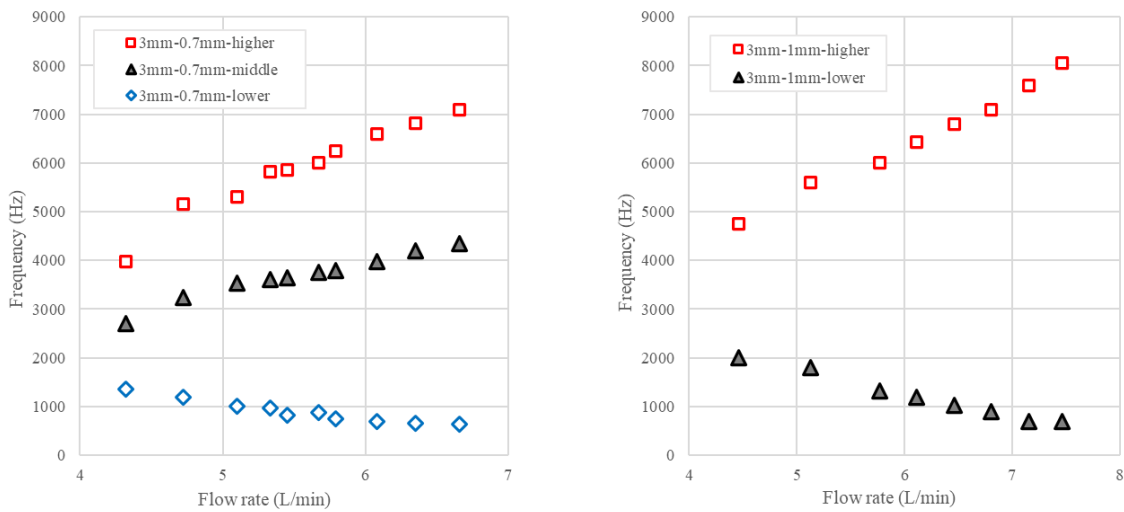 9000
8000
7000
6000
5000
4000
3000
2000
1000
0
Frequency (Hz)
3mm-0.7mm-higher
3mm-0.7mm-middle
3mm-0.7mm-lower
4 5 6 7
Flow rate (L/min)
9000
8000
7000
6000
5000
4000
3000
2000
1000
0
Frequency (Hz)
3mm-1mm-higher
3mm-1mm-lower
4 5 6 7 8
Flow rate (L/min)